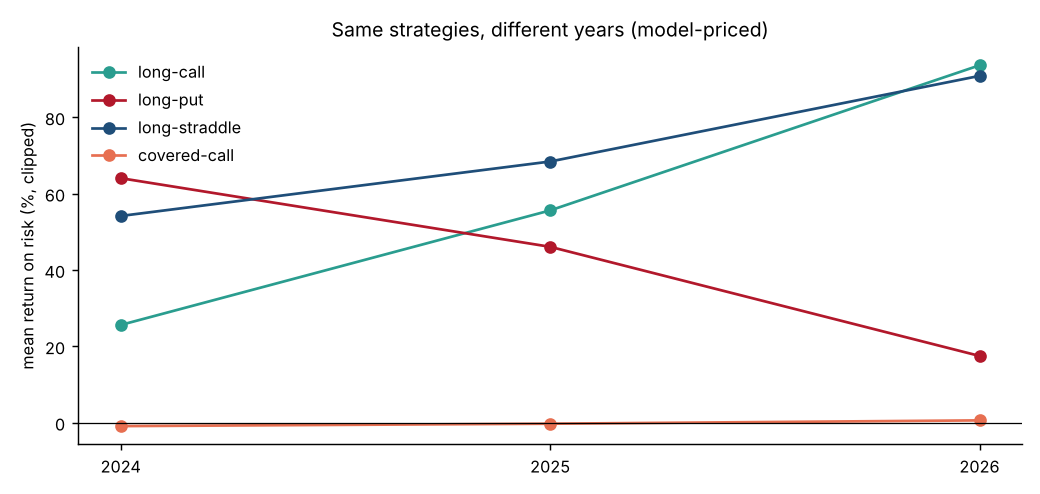 Same strategies, different years (model-priced)
long-call
long-put
long-straddle
covered-call
mean return on risk (%, clipped)
80
60
40
20
0
2024
2025
2026